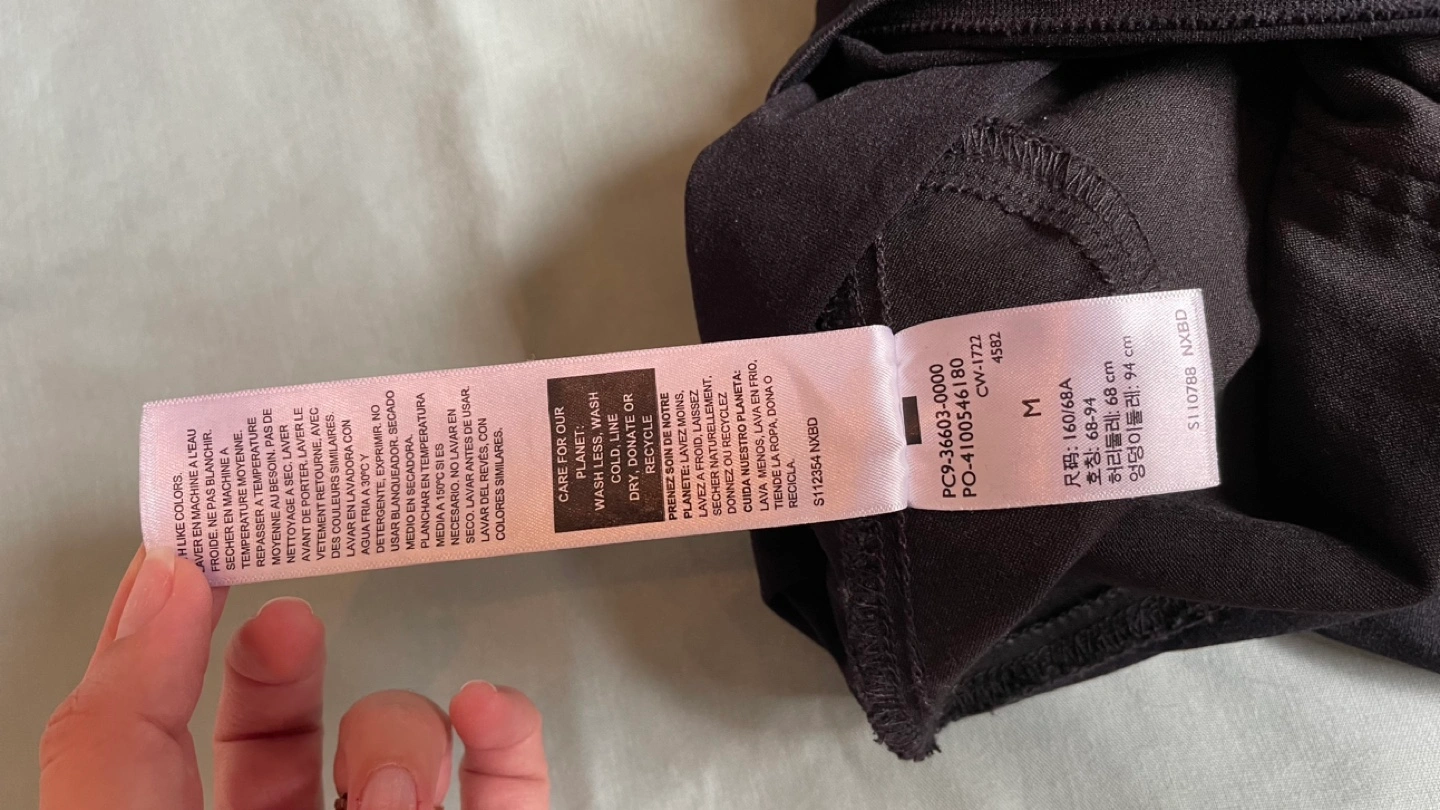 H LIKE COLORS.
LAVER EN MACHINE A L'EAU
FROIDE. NE PAS BLANCHIR.
SECHER EN MACHINE A
TEMPERATURE MOYENNE.
REPASSER A TEMPERATURE
MOYENNE AU BESOIN. PAS DE
NETTOYAGE A SEC. LAVER
AVANT DE PORTER. LAVER LE
VETEMENT RETOURNE, AVEC
DES COULEURS SIMILAIRES.
LAVAR EN LAVADORA CON
AGUA FRIA A 30ºC Y
DETERGENTE, EXPRIMIR. NO
USAR BLANQUEADOR. SECADO
MEDIO EN SECADORA.
PLANCHAR EN TEMPERATURA
MEDIA A 150ºC SI ES
NECESARIO. NO LAVAR EN
SECO. LAVAR ANTES DE USAR.
LAVAR DEL REVÉS, CON
COLORES SIMILARES.
CARE FOR OUR
PLANET:
WASH LESS, WASH
COLD, LINE
DRY, DONATE OR
RECYCLE
PRENEZ SOIN DE NOTRE
PLANETE: LAVEZ MOINS,
LAVEZ A FROID, LAISSEZ
SECHER NATURELLEMENT,
DONNEZ OU RECYCLEZ
CUIDA NUESTRO PLANETA:
LAVA, MENOS, LAVA EN FRIO,
TIENDE LA ROPA, DONA O
RECICLA.
S112354 NXBD
PC9-36603-0000
PO-4100546180
CW-1722
4582
M
尺码: 160/68A
호칭: 68-94
허리둘레: 68 cm
엉덩이둘레: 94 cm
S110788 NXBD